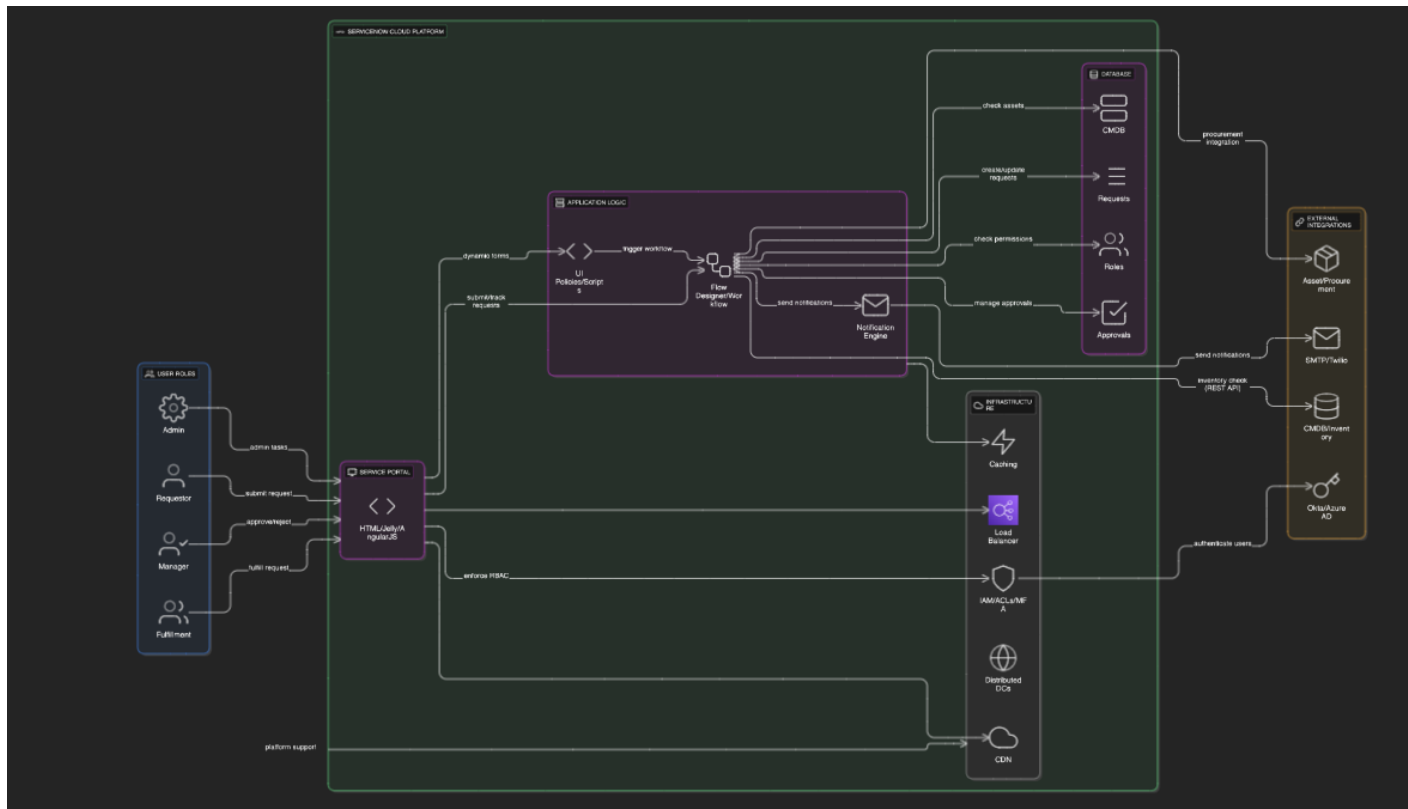 SERVICENOW CLOUD PLATFORM
DATABASE
check assets
CMDB
procurement
integration
create/update
requests
Requests
APPLICATION LOGIC
EXTERNAL
INTEGRATIONS
check permissions
Roles
dynamic forms
trigger workflow
UI
Policies/Script
s
Flow
Designer/Wor
kflow
Asset/Procure
ment
submit/track
requests
send notifications
manage approvals
Notification
Engine
Approvals
send notifications
SMTP/Twilio
USER ROLES
inventory check
(REST API)
INFRASTRUCTU
RE
Admin
CMDB/Invent
ory
admin tasks
Caching
SERVICE PORTAL
Requestor
submit request
HTML/Jelly/A
ngularJS
Okta/Azure
AD
approve/reject
Load
Balancer
authenticate users
Manager
fulfill request
enforce RBAC
IAM/ACLs/MF
A
Fulfillment
Distributed
DCs
platform support
CDN